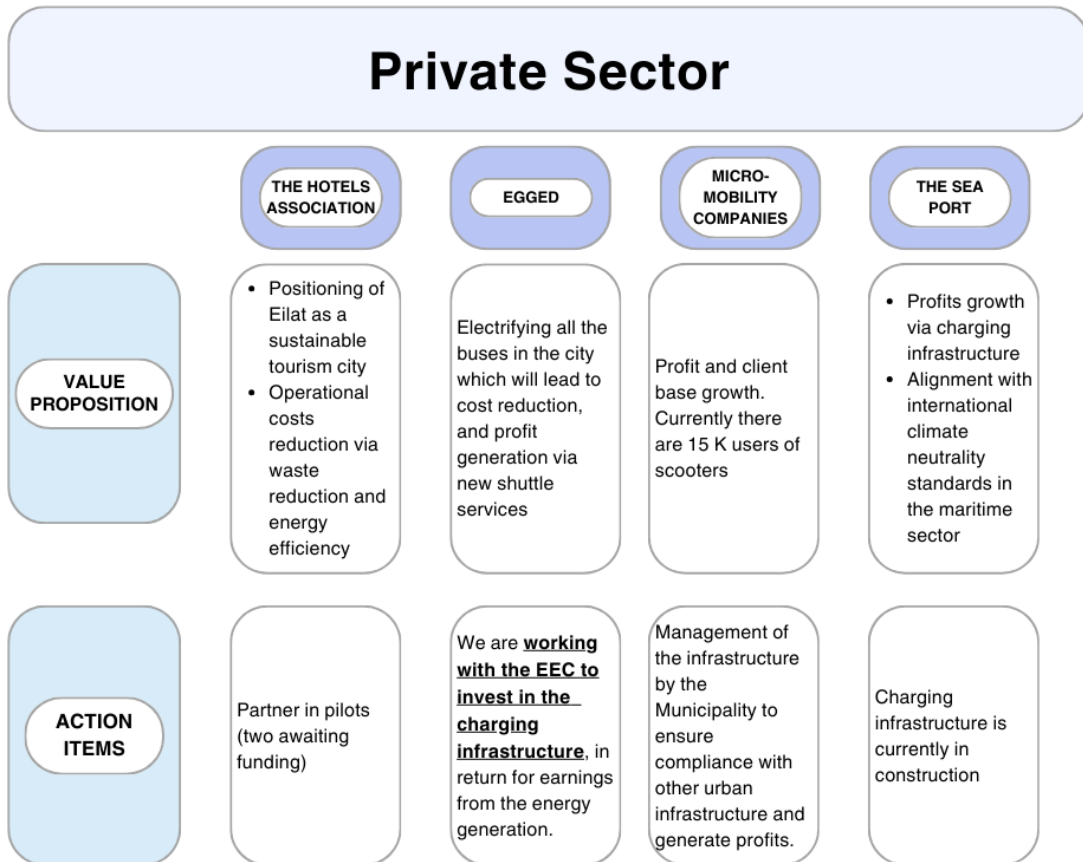 Private Sector
THE HOTELS
ASSOCIATION
EGGED
MICRO-
MOBILITY
COMPANIES
THE SEA
PORT
VALUE
PROPOSITION
• Positioning of
Eilat as a
sustainable
tourism city
• Operational
costs
reduction via
waste
reduction and
energy
efficiency
Electrifying all the
buses in the city
which will lead to
cost reduction,
and profit
generation via
new shuttle
services
Profit and client
base growth.
Currently there
are 15 K users of
scooters
• Profits growth
via charging
infrastructure
• Alignment with
international
climate
neutrality
standards in
the maritime
sector
ACTION
ITEMS
Partner in pilots
(two awaiting
funding)
We are working
with the EEC to
invest in the
charging
infrastructure, in
return for earnings
from the energy
generation.
Management of
the infrastructure
by the
Municipality to
ensure
compliance with
other urban
infrastructure and
generate profits.
Charging
infrastructure is
currently in
construction